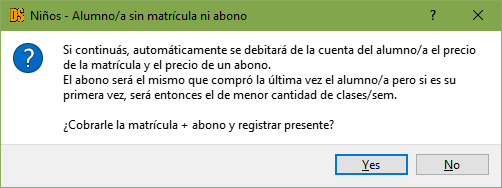 DS Niños - Alumno/a sin matrícula ni abono
?
Si continuás, automáticamente se debitará de la cuenta del alumno/a el precio
de la matrícula y el precio de un abono.
El abono será el mismo que compró la última vez el alumno/a pero si es su
primera vez, será entonces el de menor cantidad de clases/sem.
¿Cobrarle la matrícula + abono y registrar presente?
?
Yes
No